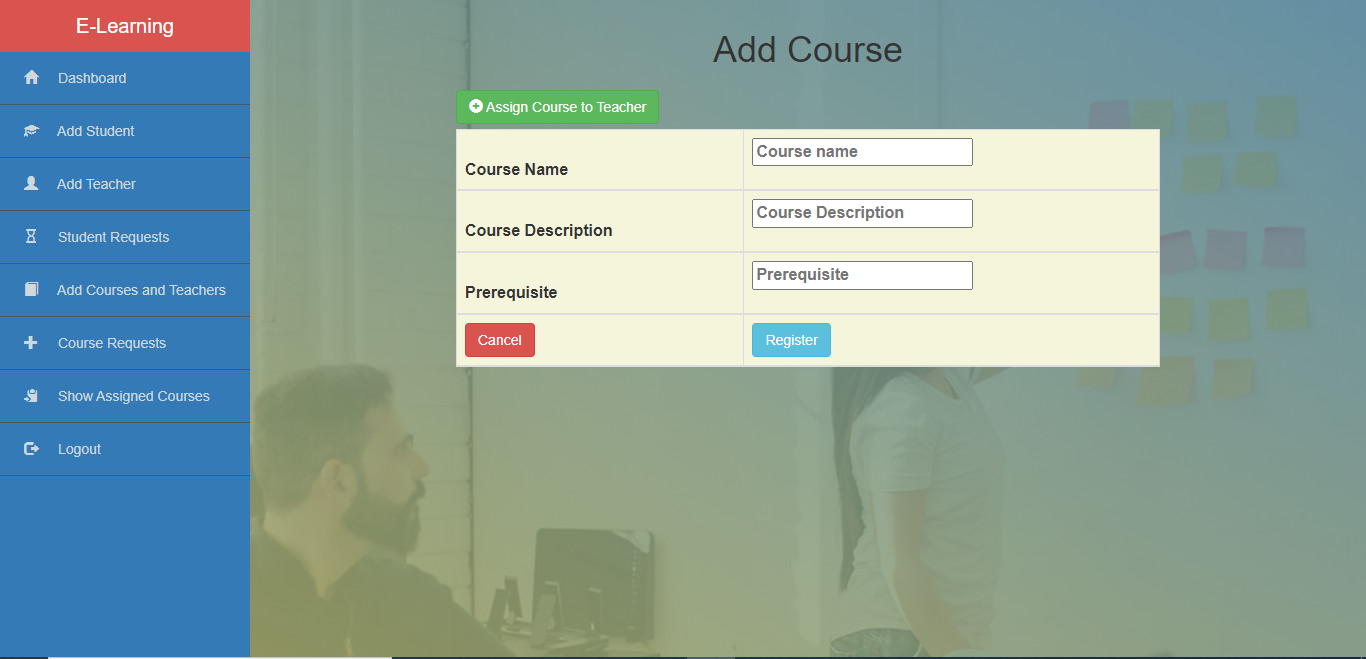 E-Learning
Dashboard
Add Student
Add Teacher
Student Requests
Add Courses and Teachers
Course Requests
Show Assigned Courses
Logout
Add Course
Assign Course to Teacher
Course Name
Course name
Course Description
Course Description
Prerequisite
Prerequisite
Cancel
Register